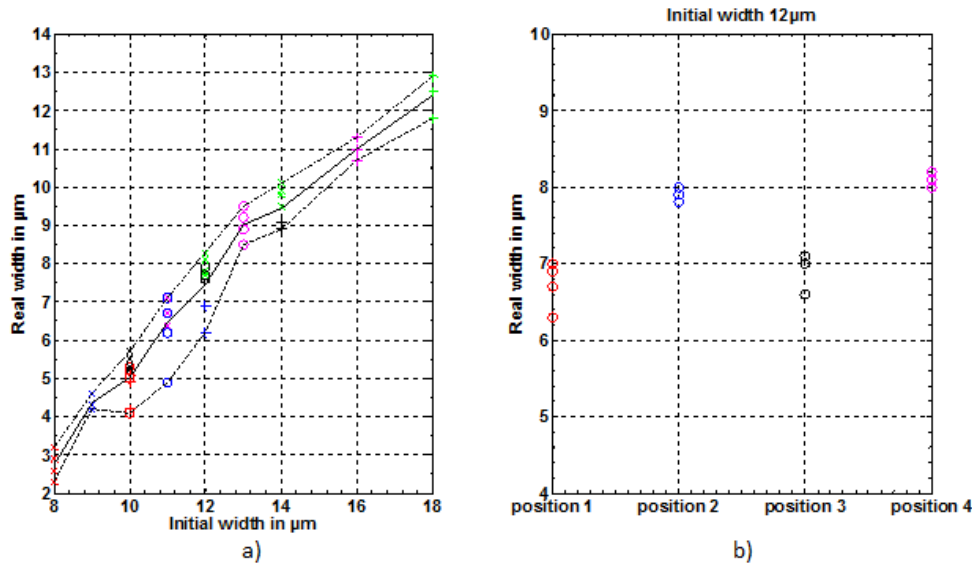 14
13
12
11
10
9
8
7
6
5
4
3
2
Real width in µm
8
10
12
14
16
18
Initial width in µm
a)
Initial width 12µm
10
9
8
7
6
5
4
Real width in µm
position 1
position 2
position 3
position 4
b)